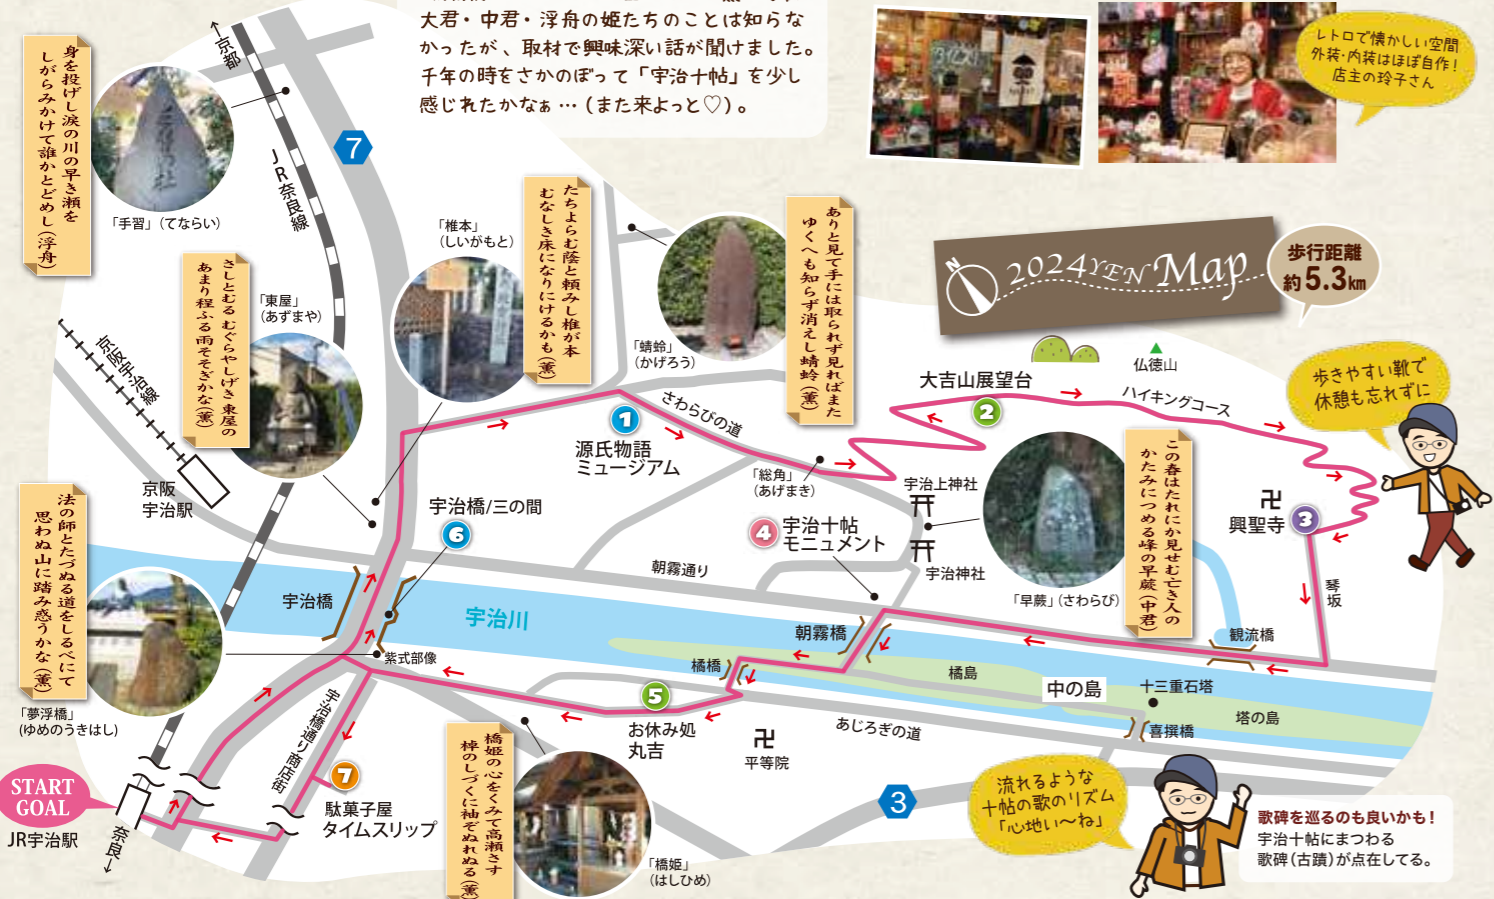 大君・中君・浮舟の姫たちのことは知らな
かったが、取材で興味深い話が聞けました。
千年の時をさかのぼって「宇治十帖」を少し
感じれたかなぁ…(また来よっと♡)。
レトロで懐かしい空間
外装・内装はほぼ自作!
店主の玲子さん
↑京都
身を投げし涙の川の早き瀬を
しがらみかけて誰かとどめし(浮舟)
「手習」(てならい)
JR奈良線
7
「椎本」
(しいがもと)
たちよらむ蔭と頼みし椎が本
むなしき床になりにけるかも(薫)
ありと見て手には取られず見ればまた
ゆくへも知らず消えし蜻蛉(薫)
「蜻蛉」
(かげろう)
N
2024YEN Map
歩行距離
約5.3km
さしとむる むぐらやしげき 東屋の
あまり程ふる雨そそぎかな(薫)
「東屋」
(あずまや)
京阪宇治線
京阪
宇治駅
仏徳山
大吉山展望台
2
ハイキングコース
歩きやすい靴で
休憩も忘れずに
1
源氏物語
ミュージアム
さわらびの道
「総角」
(あげまき)
宇治上神社
宇治神社
「早蕨」(さわらび)
この春はたれにか見せむ亡き人の
かたみにつめる峰の早蕨(中君)
卍
興聖寺
3
琴坂
宇治橋/三の間
6
4
宇治十帖
モニュメント
朝霧通り
法の師とたづぬる道をしるべにて
思わぬ山に踏み惑うかな(薫)
「夢浮橋」
(ゆめのうきはし)
宇治橋
宇治川
紫式部像
朝霧橋
橘橋
橘島
中の島
観流橋
十三重石塔
塔の島
喜撰橋
あじろぎの道
5
お休み処
丸吉
卍
平等院
宇治橋通り商店街
7
駄菓子屋
タイムスリップ
START
GOAL
JR宇治駅
奈良↓
橋姫の心をくみて高瀬さす
棹のしづくに袖ぞぬれぬる(薫)
「橋姫」
(はしひめ)
3
流れるような
十帖の歌のリズム
「心地い〜ね」
歌碑を巡るのも良いかも!
宇治十帖にまつわる
歌碑(古蹟)が点在してる。